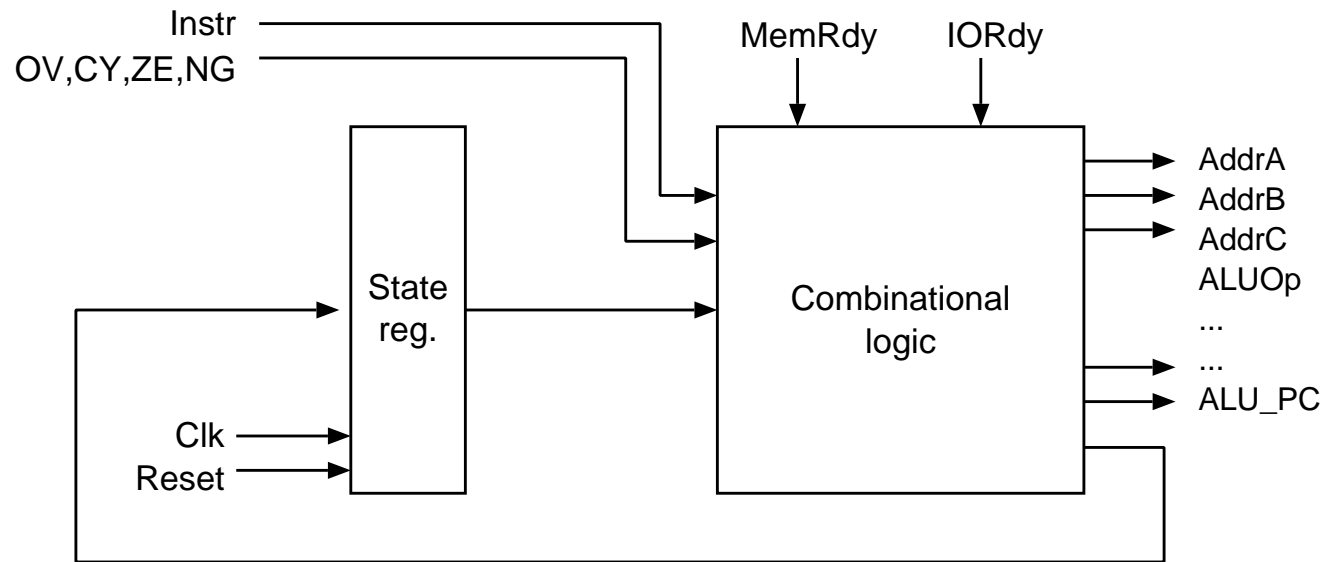 Instr
OV,CY,ZE,NG
MemRdy
IORdy
State
reg.
Clk
Reset
Combinational
logic
AddrA
AddrB
AddrC
ALUOp
...
...
ALU_PC